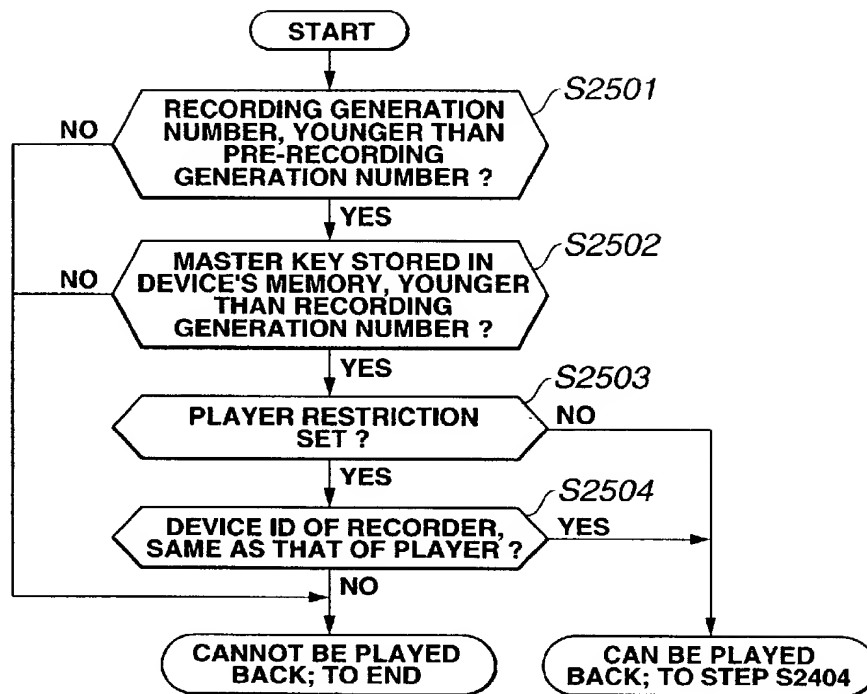 START
S2501
RECORDING GENERATION
NUMBER, YOUNGER THAN
PRE-RECORDING
GENERATION NUMBER ?
NO
YES
S2502
MASTER KEY STORED IN
DEVICE'S MEMORY, YOUNGER
THAN RECORDING
GENERATION NUMBER ?
NO
YES
S2503
PLAYER RESTRICTION
SET ?
NO
YES
S2504
DEVICE ID OF RECORDER,
SAME AS THAT OF PLAYER ?
YES
NO
CANNOT BE PLAYED
BACK; TO END
CAN BE PLAYED
BACK; TO STEP S2404